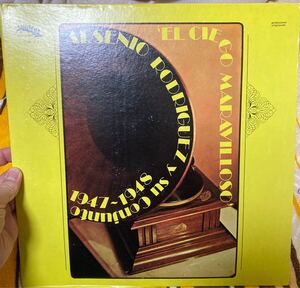 ARSENIO RODRIGUEZ y su Conjunto
1947~1948
'EL CIEGO MARAVILLOSO'